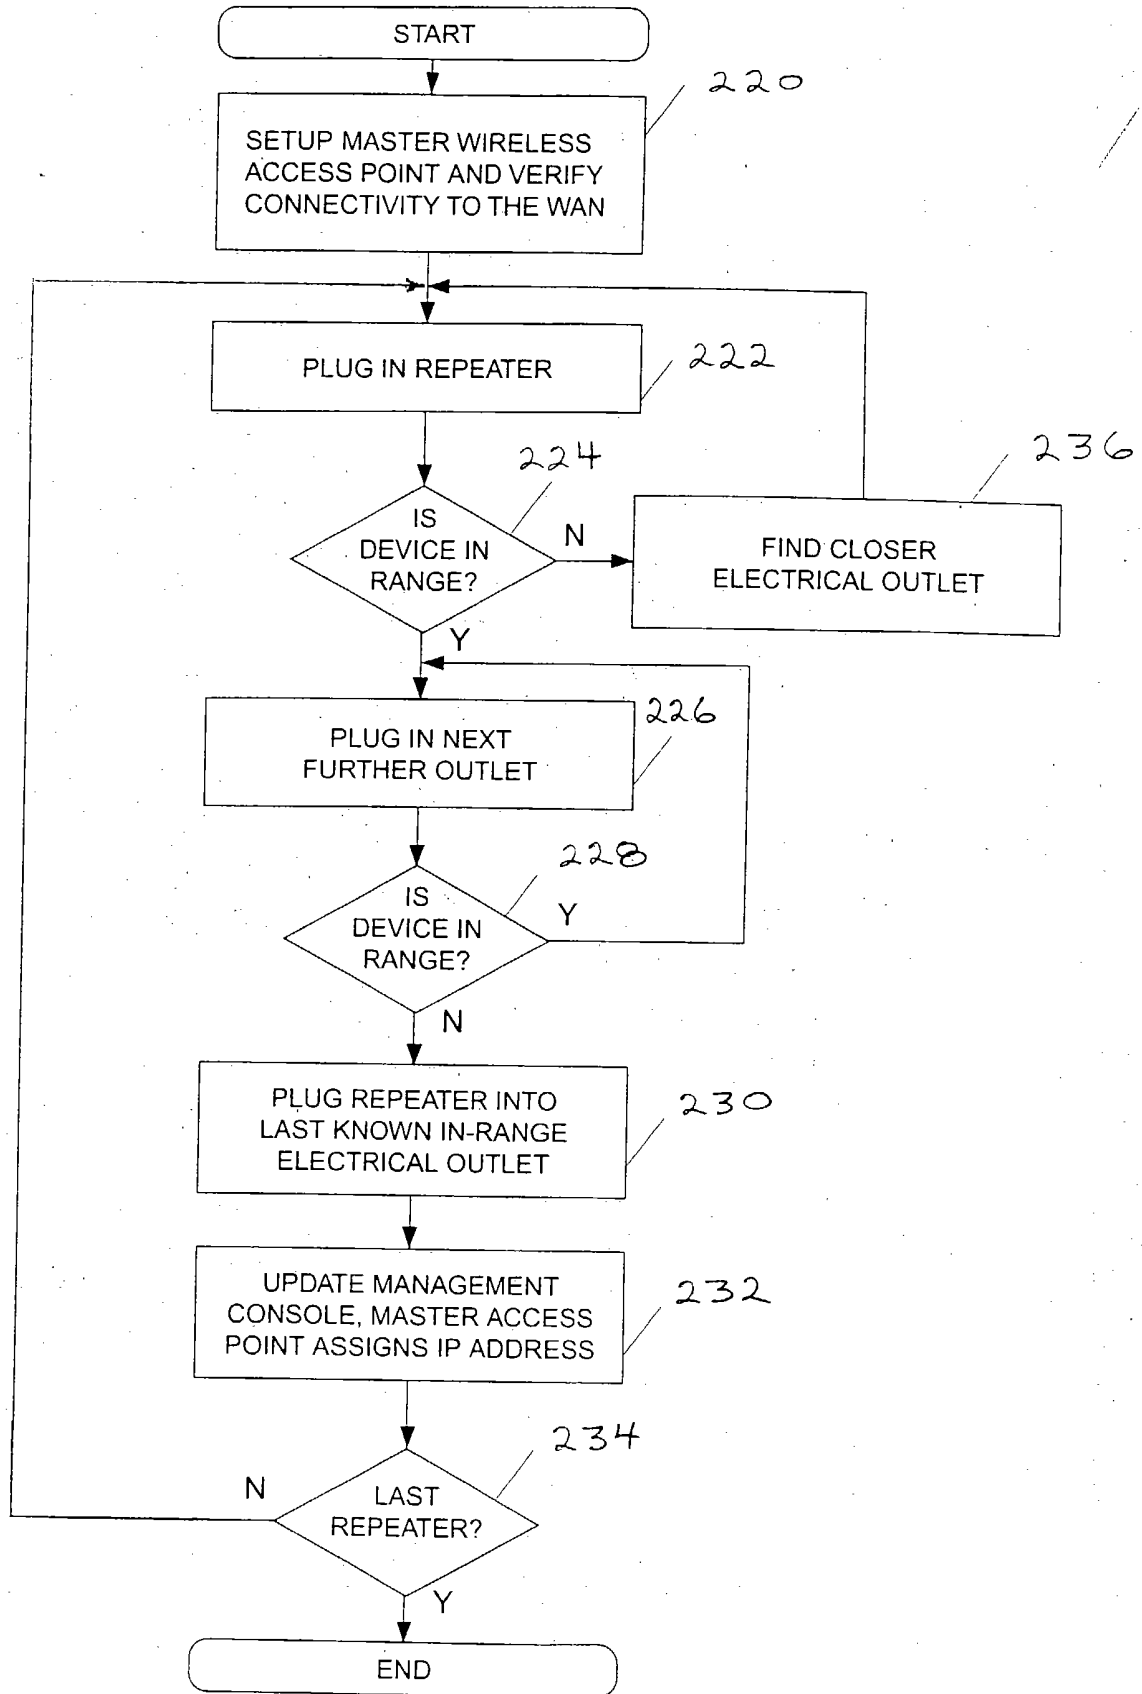 START
220
SETUP MASTER WIRELESS
ACCESS POINT AND VERIFY
CONNECTIVITY TO THE WAN
PLUG IN REPEATER
222
224
236
IS
DEVICE IN
RANGE?
N
FIND CLOSER
ELECTRICAL OUTLET
Y
226
PLUG IN NEXT
FURTHER OUTLET
228
IS
DEVICE IN
RANGE?
Y
N
PLUG REPEATER INTO
LAST KNOWN IN-RANGE
ELECTRICAL OUTLET
230
UPDATE MANAGEMENT
CONSOLE, MASTER ACCESS
POINT ASSIGNS IP ADDRESS
232
234
N
LAST
REPEATER?
Y
END